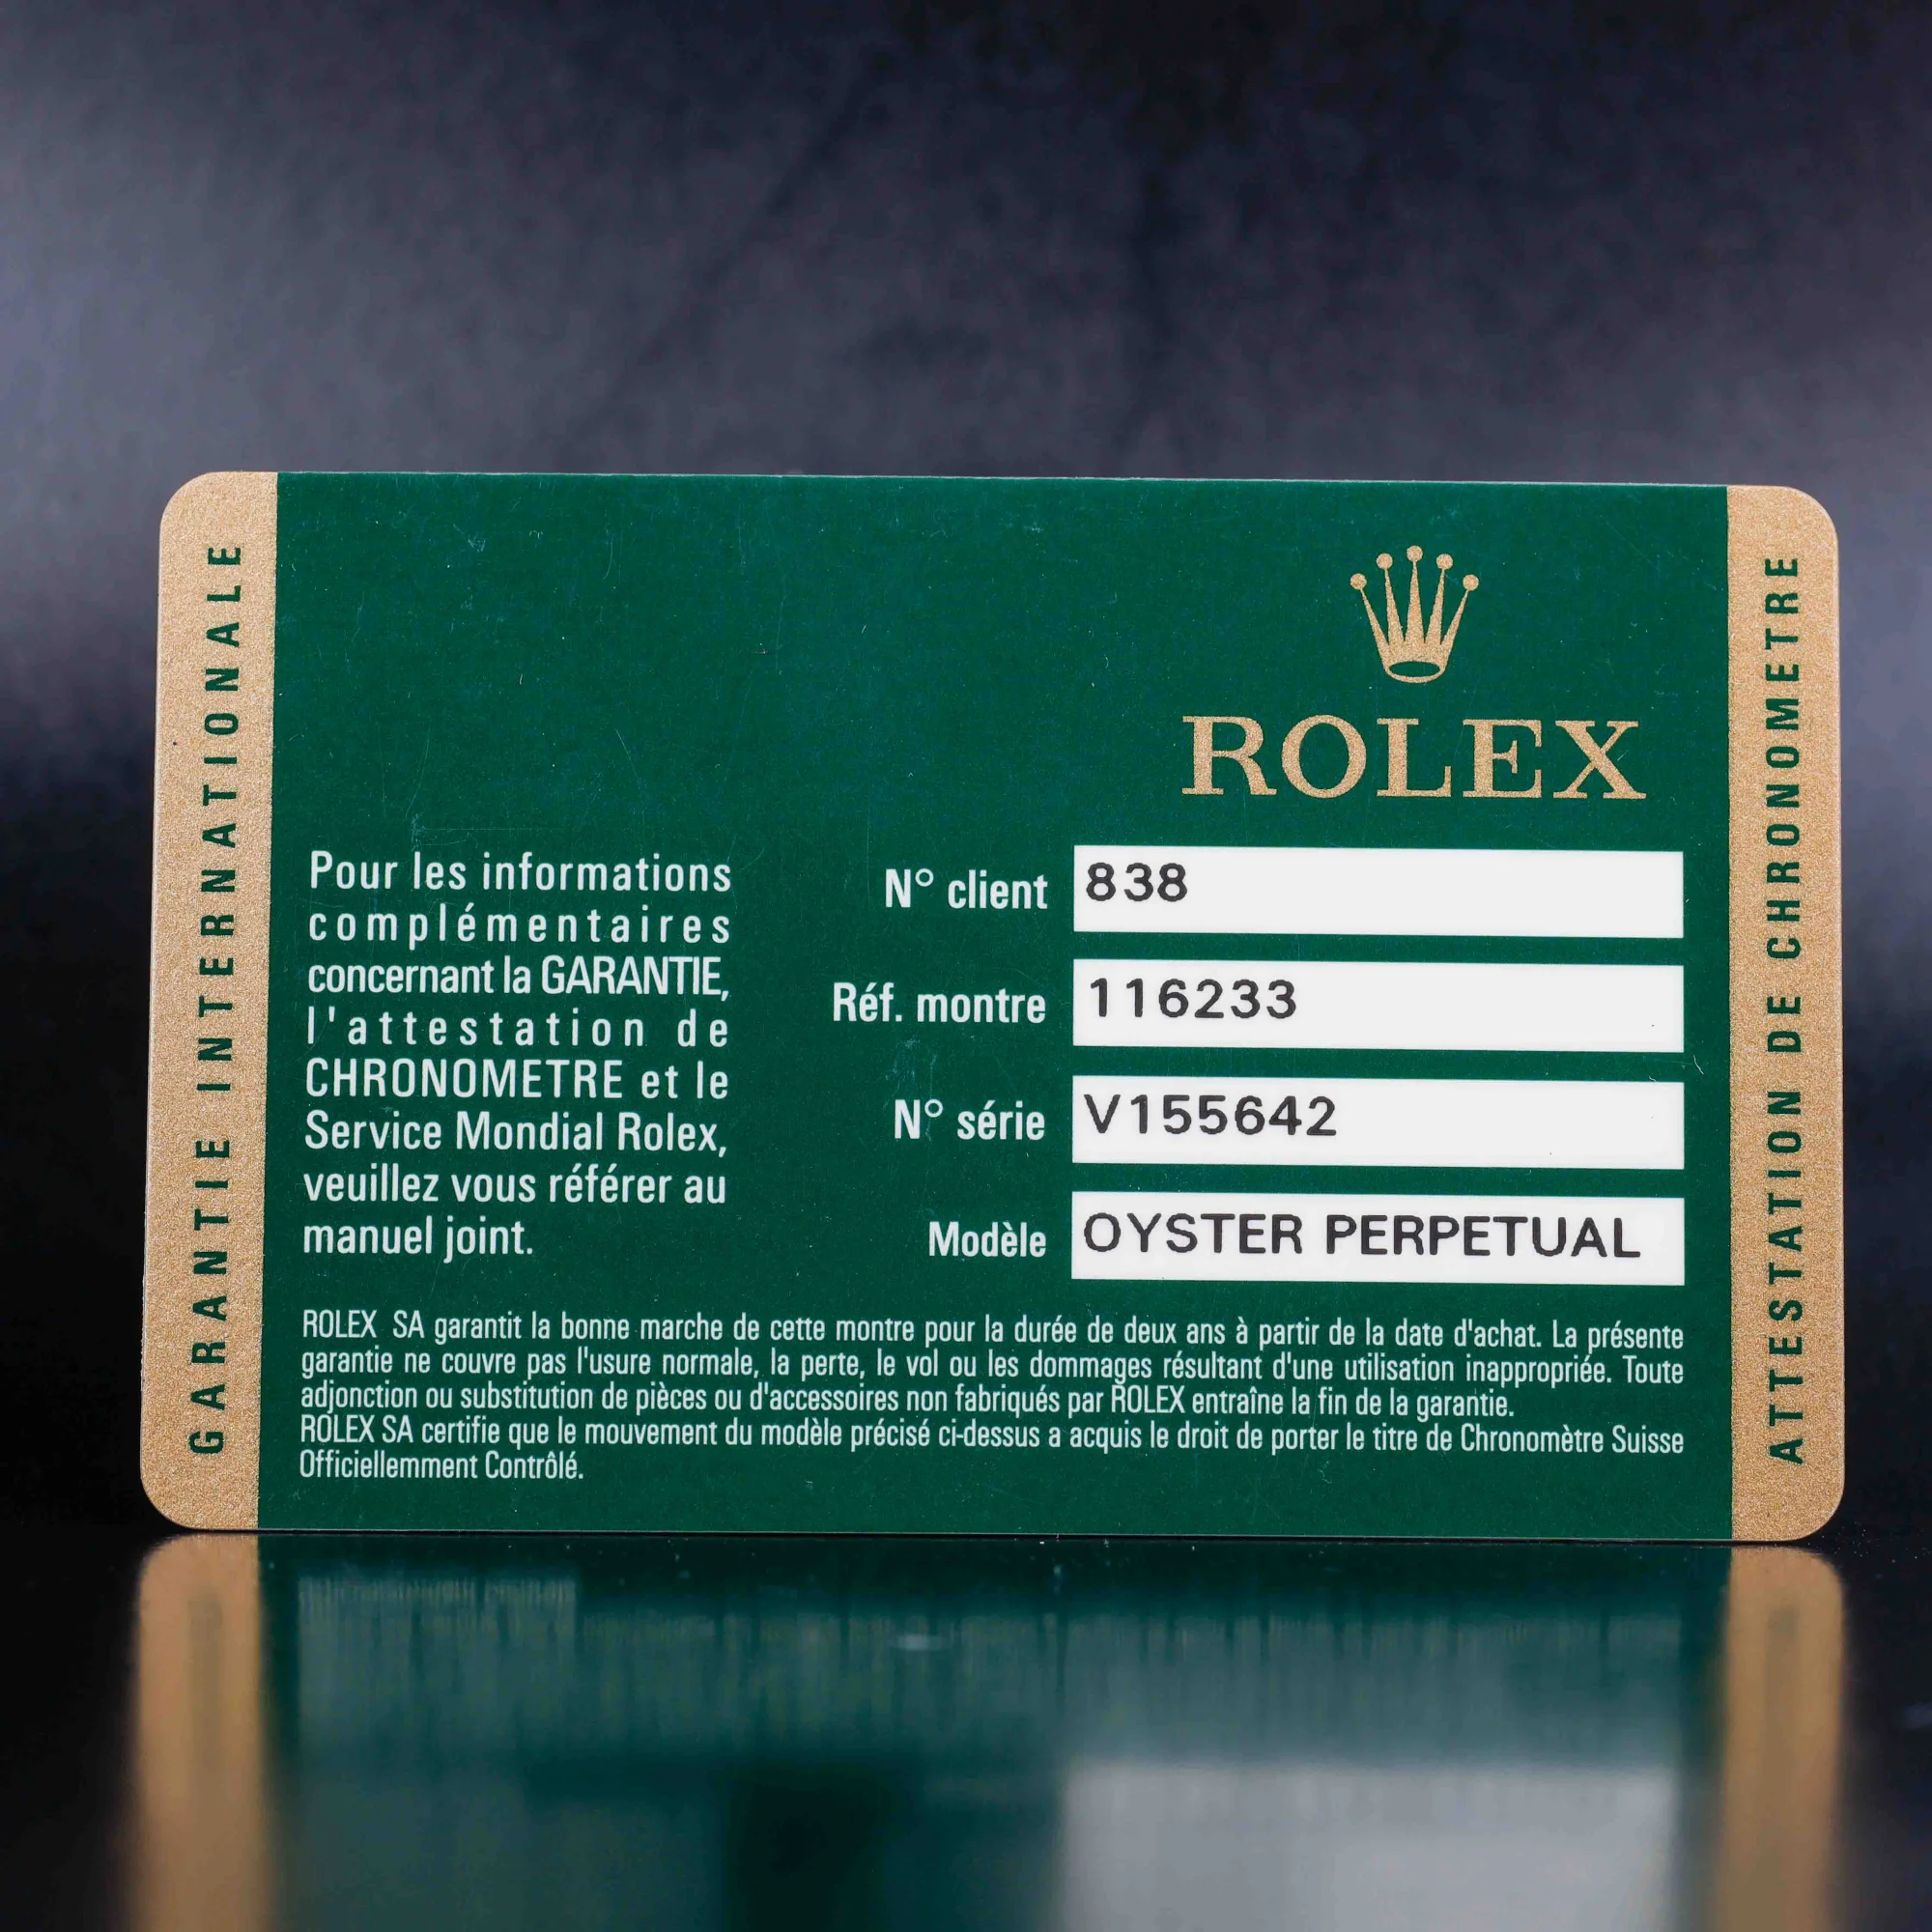 GARANTIE INTERNATIONALE
ROLEX
Pour les informations
complémentaires
concernant la GARANTIE,
l'attestation de
CHRONOMETRE et le
Service Mondial Rolex,
veuillez vous référer au
manuel joint.
N° client 838
Réf. montre 116233
N° série V155642
Modèle OYSTER PERPETUAL
ROLEX SA garantit la bonne marche de cette montre pour la durée de deux ans à partir de la date d'achat. La présente
garantie ne couvre pas l'usure normale, la perte, le vol ou les dommages résultant d'une utilisation inappropriée. Toute
adjonction ou substitution de pièces ou d'accessoires non fabriqués par ROLEX entraîne la fin de la garantie.
ROLEX SA certifie que le mouvement du modèle précisé ci-dessus a acquis le droit de porter le titre de Chronomètre Suisse
Officiellemment Contrôlé.
ATTESTATION DE CHRONOMETRE